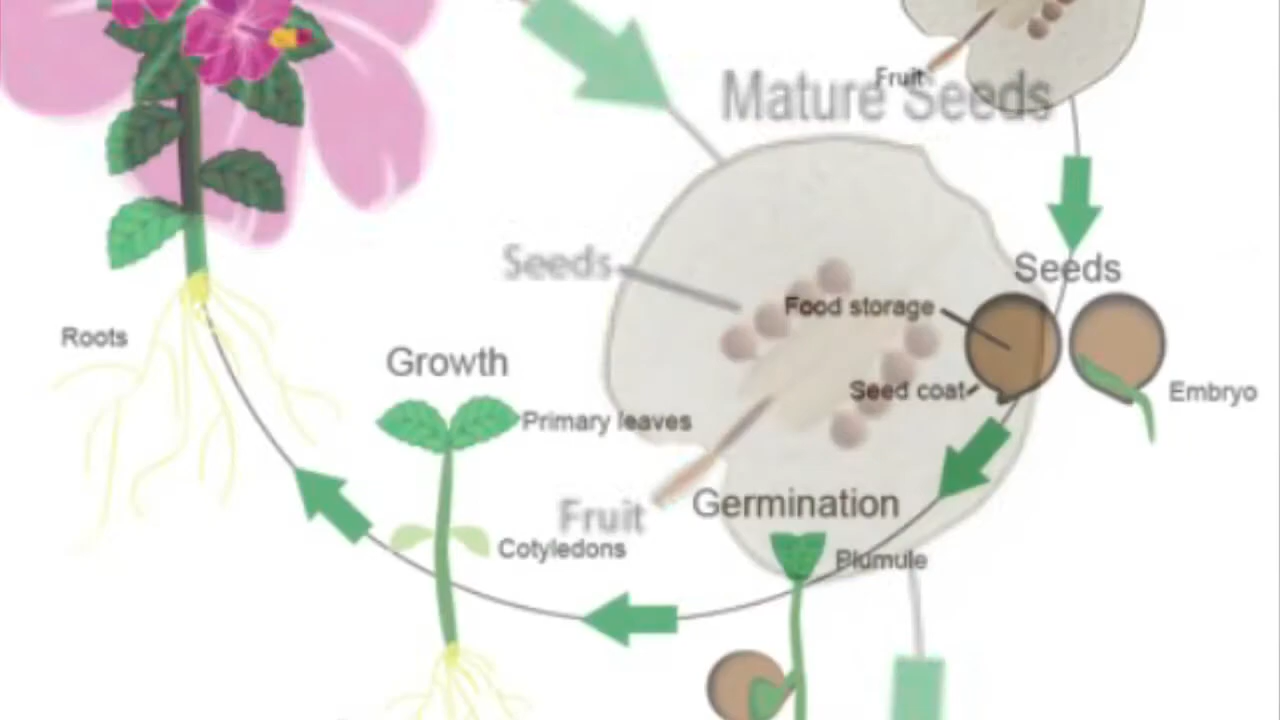 Fruit
Mature Seeds
Seeds
Seeds
Food storage
Roots
Growth
Seed coat
Embryo
Primary leaves
Germination
Fruit
Cotyledons
Plumule